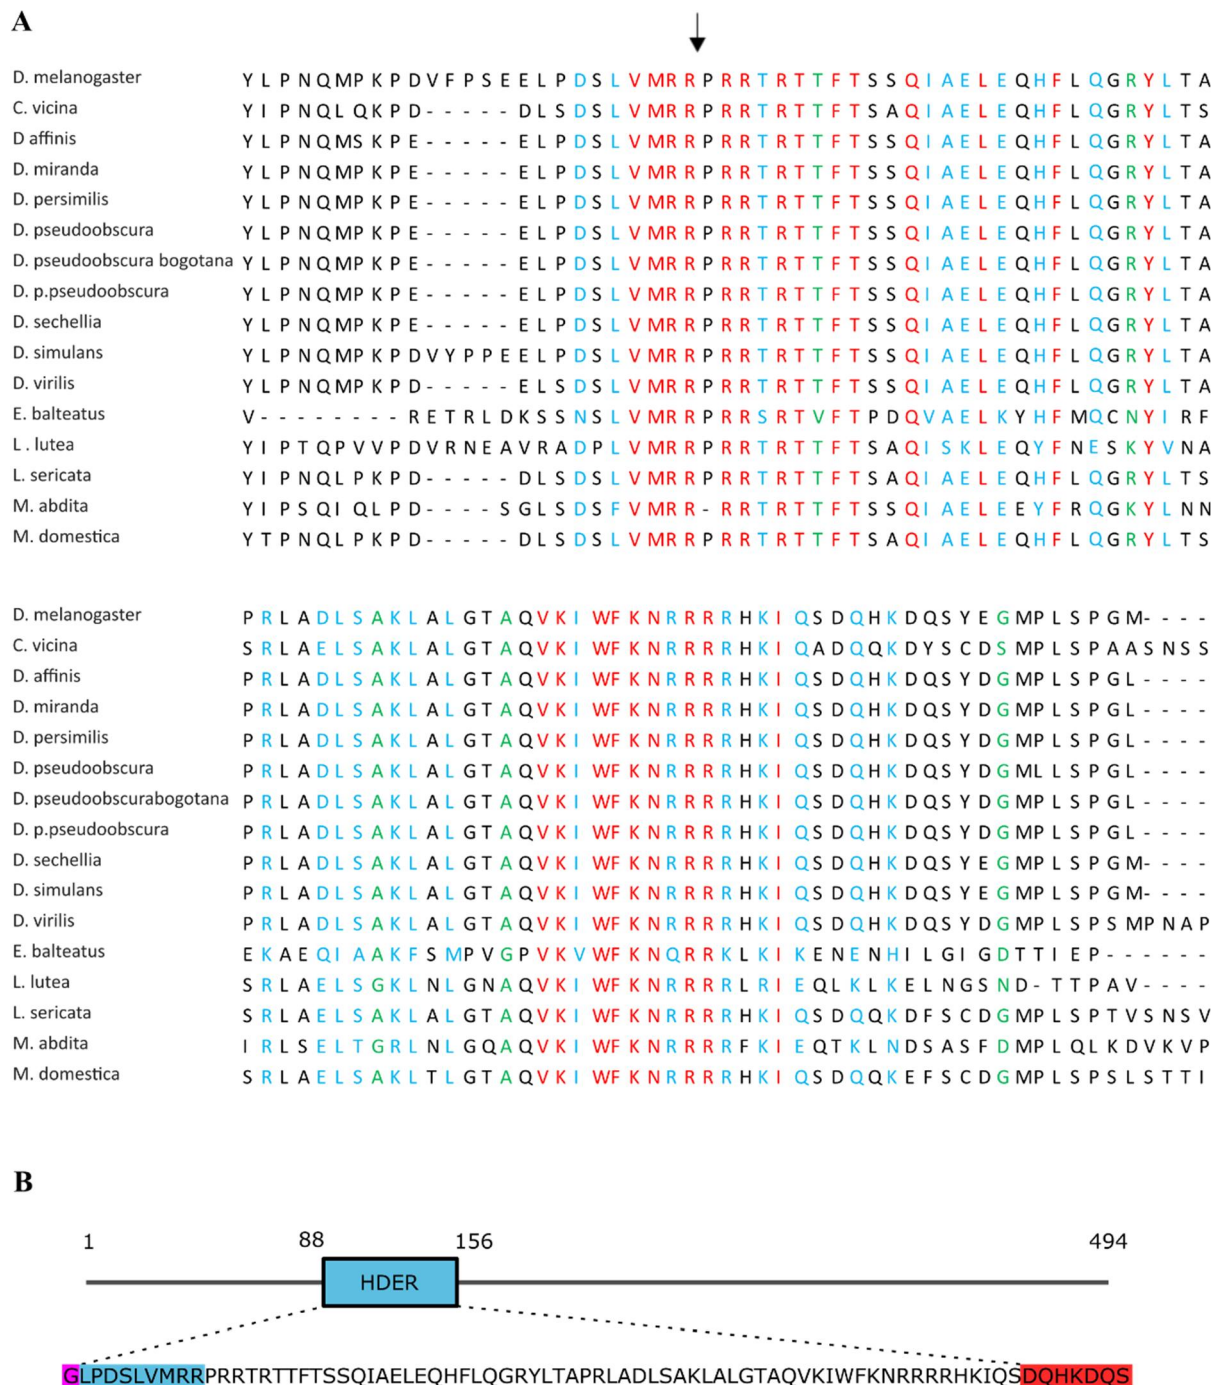 A
D. melanogaster YLPNQMPKPDVFPSEELPDSLVMRRPRRTRTTFTSSQIAELEQHFLQGRYLTA
C. vicina YIPNQLQKPD-----DLSDSLVMRRPRRTRTTFTSAQIAELEQHFLQGRYLTS
D affinis YLPNQMSKPE-----ELPDSLVMRRPRRTRTTFTSSQIAELEQHFLQGRYLTA
D. miranda YLPNQMPKPE-----ELPDSLVMRRPRRTRTTFTSSQIAELEQHFLQGRYLTA
D. persimilis YLPNQMPKPE-----ELPDSLVMRRPRRTRTTFTSSQIAELEQHFLQGRYLTA
D. pseudoobscura YLPNQMPKPE-----ELPDSLVMRRPRRTRTTFTSSQIAELEQHFLQGRYLTA
D. pseudoobscura bogotana YLPNQMPKPE-----ELPDSLVMRRPRRTRTTFTSSQIAELEQHFLQGRYLTA
D. p.pseudoobscura YLPNQMPKPE-----ELPDSLVMRRPRRTRTTFTSSQIAELEQHFLQGRYLTA
D. sechellia YLPNQMPKPE-----ELPDSLVMRRPRRTRTTFTSSQIAELEQHFLQGRYLTA
D. simulans YLPNQMPKPDVYPPEELPDSLVMRRPRRTRTTFTSSQIAELEQHFLQGRYLTA
D. virilis YLPNQMPKPD-----ELSDSLVMRRPRRTRTTFTSSQIAELEQHFLQGRYLTA
E. balteatus V--------RETRLDKSSNSLVMRRPRRSRTVFTPDQVAELKYHFMQCNYIRF
L . lutea YIPTQPVVPDVRNEAVRADPLVMRRPRRTRTTFTSAQISKLEQYFNESKYVNA
L. sericata YIPNQLPKPD-----DLSDSLVMRRPRRTRTTFTSAQIAELEQHFLQGRYLTS
M. abdita YIPSQIQLPD----SGLSDSFVMRR-RRTRTTFTSSQIAELEEYFRQGKYLNN
M. domestica YTPNQLPKPD-----DLSDSLVMRRPRRTRTTFTSAQIAELEQHFLQGRYLTS
D. melanogaster PRLADLSAKLALGTAQVKIWFKNRRRRHKIQSDQHKDQSYEGMPLSPGM----
C. vicina SRLAELSAKLALGTAQVKIWFKNRRRRHKIQADQQKDYSCDSMPLSPAASNSS
D. affinis PRLADLSAKLALGTAQVKIWFKNRRRRHKIQSDQHKDQSYDGMPLSPGL----
D. miranda PRLADLSAKLALGTAQVKIWFKNRRRRHKIQSDQHKDQSYDGMPLSPGL----
D. persimilis PRLADLSAKLALGTAQVKIWFKNRRRRHKIQSDQHKDQSYDGMPLSPGL----
D. pseudoobscura PRLADLSAKLALGTAQVKIWFKNRRRRHKIQSDQHKDQSYDGMLLSPGL----
D. pseudoobscurabogotana PRLADLSAKLALGTAQVKIWFKNRRRRHKIQSDQHKDQSYDGMPLSPGL----
D. p.pseudoobscura PRLADLSAKLALGTAQVKIWFKNRRRRHKIQSDQHKDQSYDGMPLSPGL----
D. sechellia PRLADLSAKLALGTAQVKIWFKNRRRRHKIQSDQHKDQSYEGMPLSPGM----
D. simulans PRLADLSAKLALGTAQVKIWFKNRRRRHKIQSDQHKDQSYEGMPLSPGM----
D. virilis PRLADLSAKLALGTAQVKIWFKNRRRRHKIQSDQHKDQSYDGMPLSPSMPNAP
E. balteatus EKAEQIAAKFSMPVGPVKVWFKNQRRKLKIKENENHILGIGDTTIEP------
L. lutea SRLAELSGKLNLGNAQVKIWFKNRRRRLRIEQLKLKELNGSND-TTPAV----
L. sericata SRLAELSAKLALGTAQVKIWFKNRRRRHKIQSDQQKDFSCDGMPLSPTVSNSV
M. abdita IRLSELTGRLNLGQAQVKIWFKNRRRRFKIEQTKLNDSASFDMPLQLKDVKVP
M. domestica SRLAELSAKLTLGTAQVKIWFKNRRRRHKIQSDQQKEFSCDGMPLSPSLSTTI
B
1 88 156 494
HDER
GLPDSLVMRRPRRTRTTFTSSQIAELEQHFLQGRYLTAPRLADLSAKLALGTAQVKIWFKNRRRRHKIQSDQHKDQS